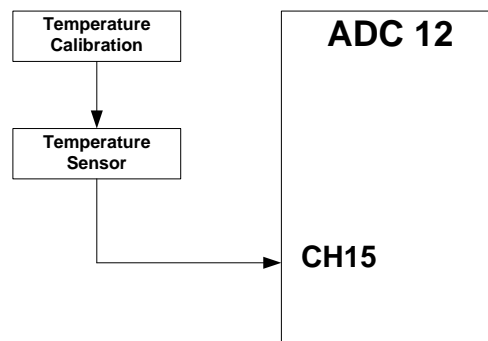 Temperature
Calibration
ADC 12
Temperature
Sensor
CH15